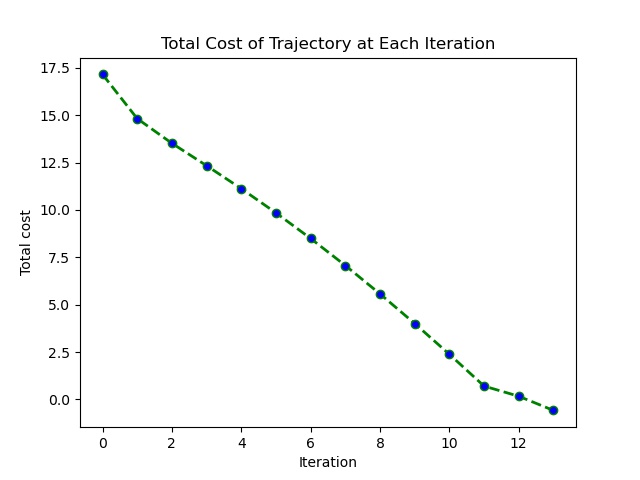 Total Cost of Trajectory at Each Iteration
17.5
15.0
12.5
10.0
7.5
5.0
2.5
0.0
Total cost
0 2 4 6 8 10 12
Iteration